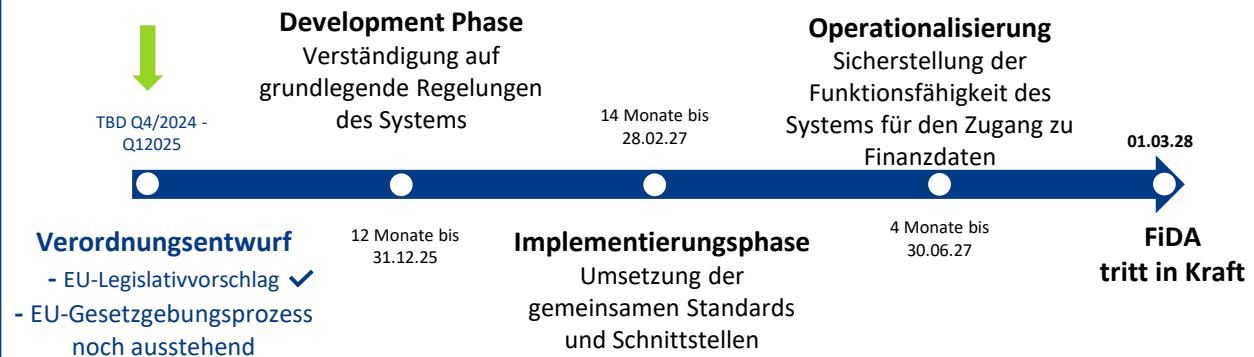 Development Phase
Verständigung auf
grundlegende Regelungen
des Systems
Operationalisierung
Sicherstellung der
Funktionsfähigkeit des
Systems für den Zugang zu
Finanzdaten
TBD Q4/2024 -
Q12025
14 Monate bis
28.02.27
01.03.28
Verordnungsentwurf
- EU-Legislativvorschlag ✓
- EU-Gesetzgebungsprozess
noch ausstehend
12 Monate bis
31.12.25
Implementierungsphase
Umsetzung der
gemeinsamen Standards
und Schnittstellen
4 Monate bis
30.06.27
FiDA
tritt in Kraft